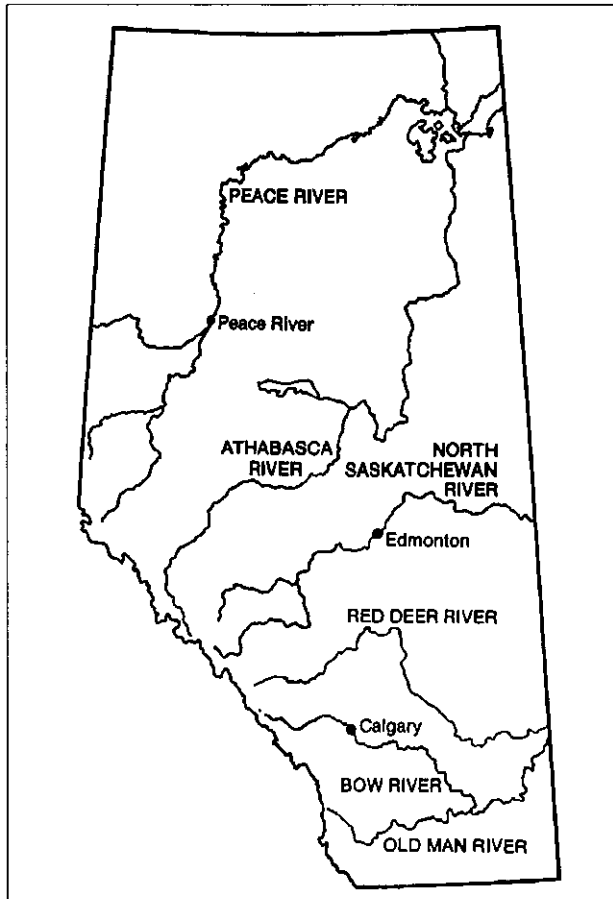 PEACE RIVER
Peace River
ATHABASCA
RIVER
NORTH
SASKATCHEWAN
RIVER
Edmonton
RED DEER RIVER
Calgary
BOW RIVER
OLD MAN RIVER